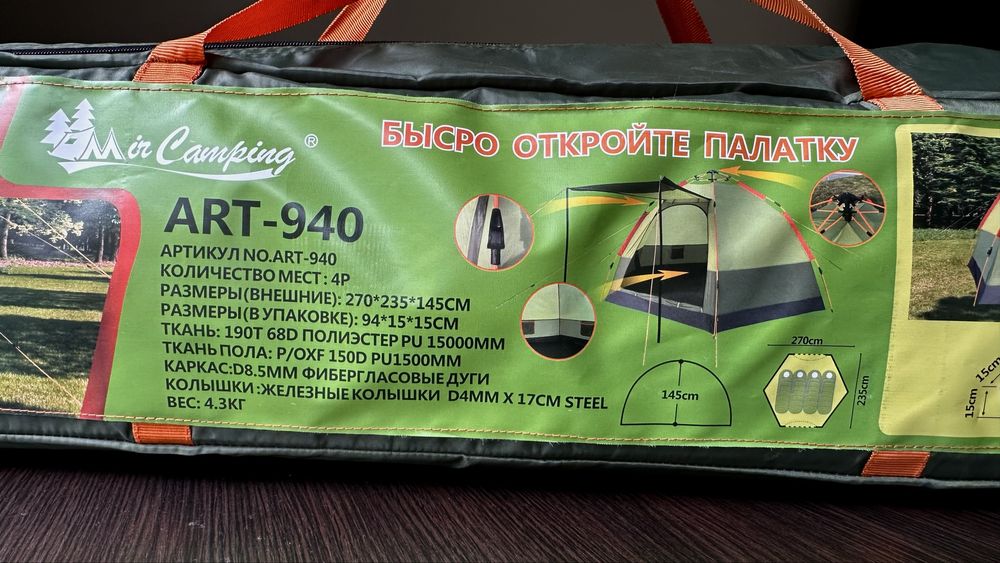 Mir Camping ®
БЫСРО ОТКРОЙТЕ ПАЛАТКУ
ART-940
АРТИКУЛ NO.ART-940
КОЛИЧЕСТВО МЕСТ : 4P
РАЗМЕРЫ(ВНЕШНИЕ): 270*235*145СМ
РАЗМЕРЫ(В УПАКОВКЕ): 94*15*15СМ
ТКАНЬ: 190T 68D ПОЛИЭСТЕР PU 15000MM
ТКАНЬ ПОЛА: P/OXF 150D PU1500MM
КАРКАС:D8.5MM ФИБЕРГЛАСОВЫЕ ДУГИ
КОЛЫШКИ :ЖЕЛЕЗНЫЕ КОЛЫШКИ D4MM X 17CM STEEL
ВЕС: 4.3КГ
145cm
270cm
235cm
15cm
15cm